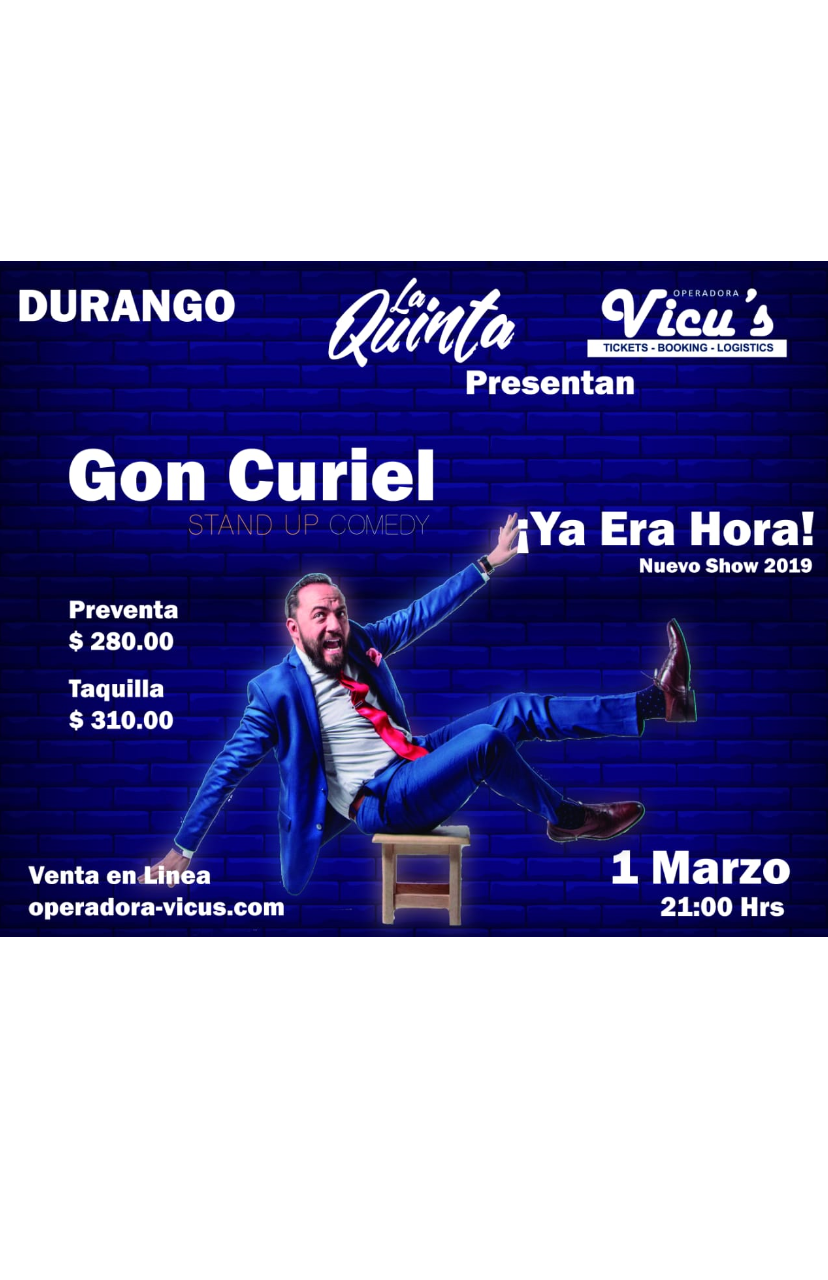 DURANGO
La
Quinta
OPERADORA
Vicu's
TICKETS - BOOKING - LOGISTICS
Presentan
Gon Curiel
STAND UP COMEDY
¡Ya Era Hora!
Nuevo Show 2019
Preventa
$ 280.00
Taquilla
$ 310.00
Venta en Linea
operadora-vicus.com
1 Marzo
21:00 Hrs